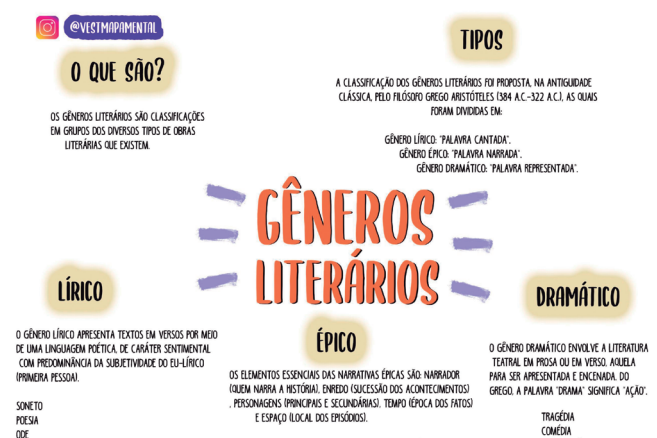 @VESTMAPAMENTAL
O QUE SÃO?
OS GÊNEROS LITERÁRIOS SÃO CLASSIFICAÇÕES
EM GRUPOS DOS DIVERSOS TIPOS DE OBRAS
LITERÁRIAS QUE EXISTEM.
TIPOS
A CLASSIFICAÇÃO DOS GÊNEROS LITERÁRIOS FOI PROPOSTA, NA ANTIGUIDADE
CLÁSSICA, PELO FILÓSOFO GREGO ARISTÓTELES (384 A.C.-322 A.C.), AS QUAIS
FORAM DIVIDIDAS EM:
GÊNERO LÍRICO: "PALAVRA CANTADA".
GÊNERO ÉPICO: "PALAVRA NARRADA".
GÊNERO DRAMÁTICO: "PALAVRA REPRESENTADA".
GÊNEROS
LITERÁRIOS
LÍRICO
O GÊNERO LÍRICO APRESENTA TEXTOS EM VERSOS POR MEIO
DE UMA LINGUAGEM POÉTICA, DE CARÁTER SENTIMENTAL
COM PREDOMINÂNCIA DA SUBJETIVIDADE DO EU-LÍRICO
(PRIMEIRA PESSOA).
SONETO
POESIA
ODE
ÉPICO
OS ELEMENTOS ESSENCIAIS DAS NARRATIVAS ÉPICAS SÃO: NARRADOR
(QUEM NARRA A HISTÓRIA), ENREDO (SUCESSÃO DOS ACONTECIMENTOS)
, PERSONAGENS (PRINCIPAIS E SECUNDÁRIAS), TEMPO (ÉPOCA DOS FATOS)
E ESPAÇO (LOCAL DOS EPISÓDIOS).
DRAMÁTICO
O GÊNERO DRAMÁTICO ENVOLVE A LITERATURA
TEATRAL EM PROSA OU EM VERSO, AQUELA
PARA SER APRESENTADA E ENCENADA. DO
GREGO, A PALAVRA "DRAMA" SIGNIFICA "AÇÃO".
TRAGÉDIA
COMÉDIA